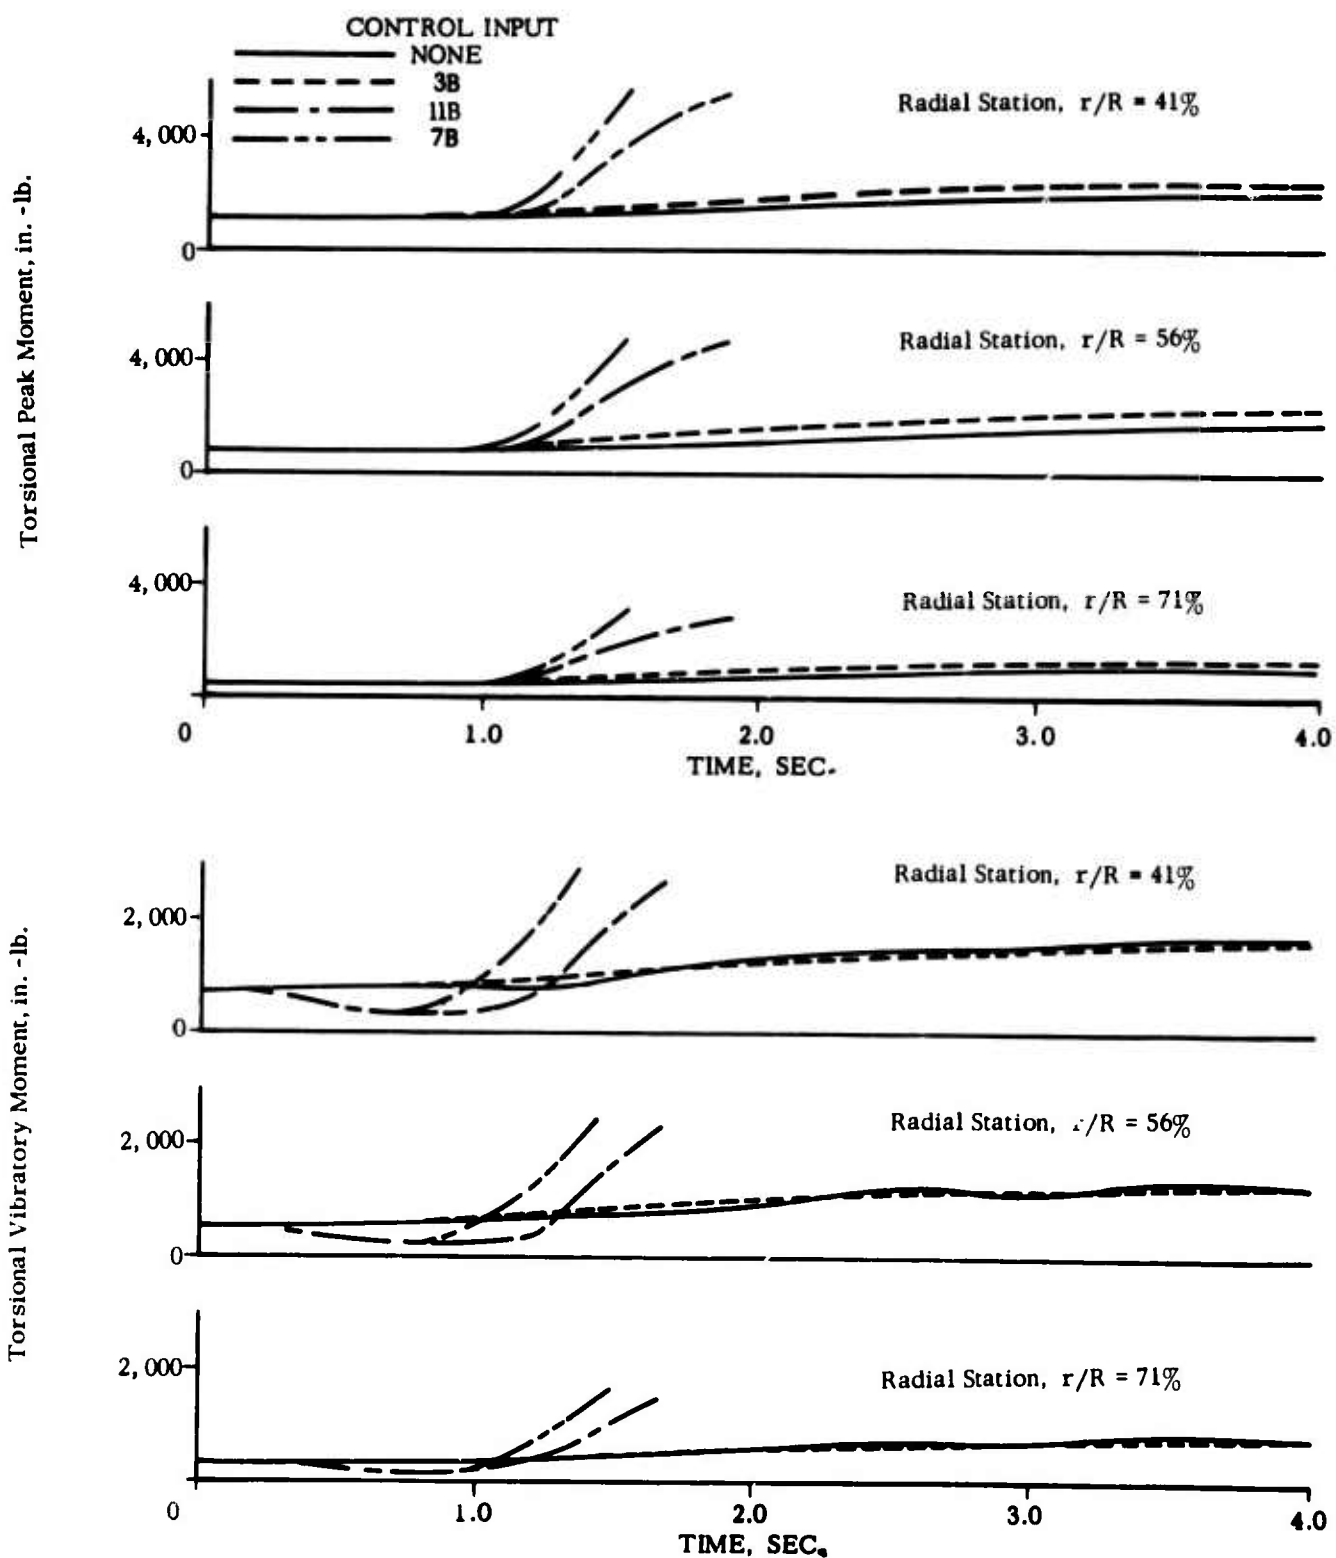 CONTROL INPUT
NONE
3B
11B
7B
Torsional Peak Moment, in. -lb.
Radial Station, r/R = 41%
4,000
0
Radial Station, r/R = 56%
4,000
0
Radial Station, r/R = 71%
4,000
0 1.0 2.0 3.0 4.0
TIME, SEC.
Torsional Vibratory Moment, in. -lb.
Radial Station, r/R = 41%
2,000
0
Radial Station, r/R = 56%
2,000
0
Radial Station, r/R = 71%
2,000
0 1.0 2.0 3.0 4.0
TIME, SEC.